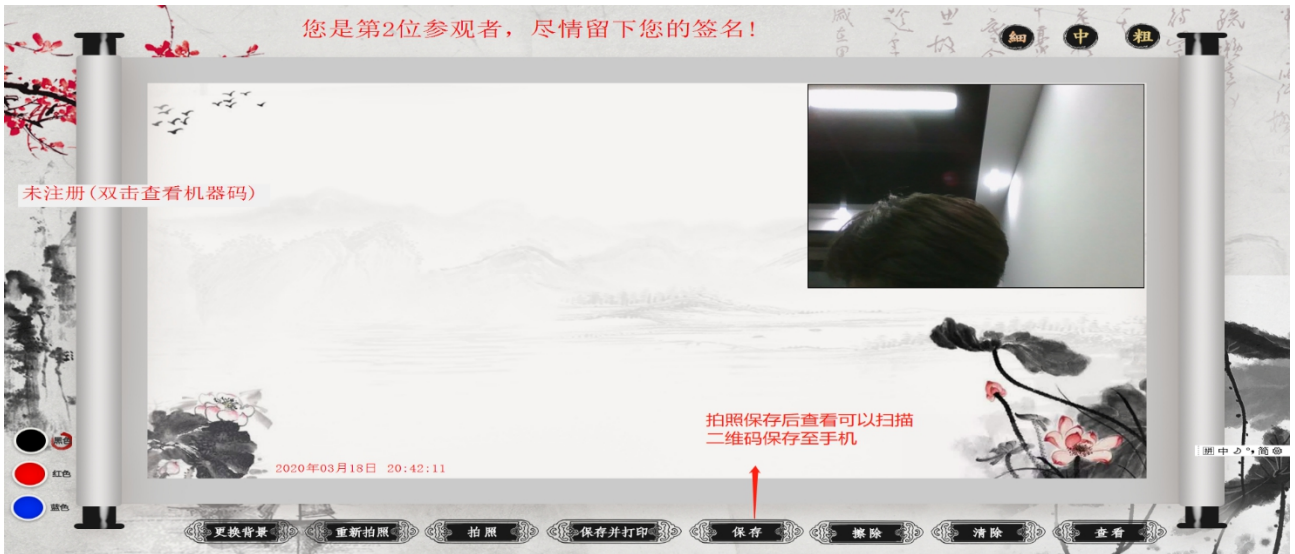 您是第2位参观者，尽情留下您的签名！
細
中
粗
未注册(双击查看机器码)
拍照保存后查看可以扫描
二维码保存至手机
黑色
红色
蓝色
2020年03月18日 20:42:11
中
简
更换背景
重新拍照
拍照
保存并打印
保存
擦除
清除
查看